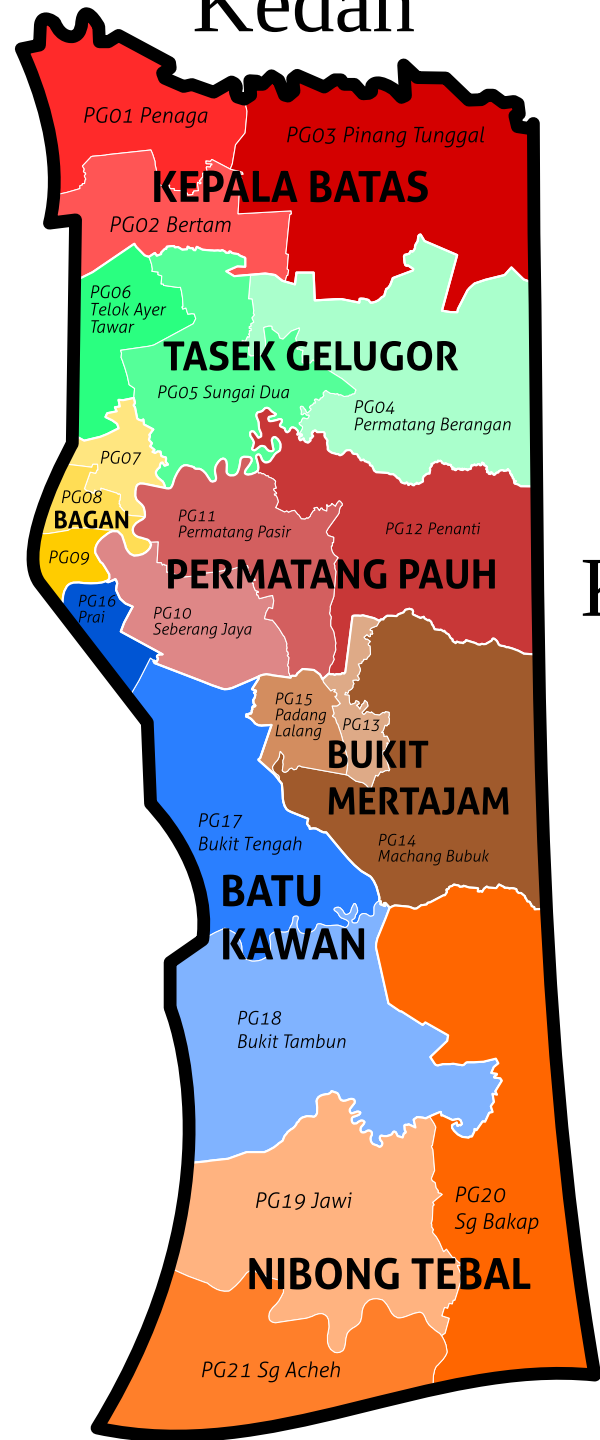 Kedah
PG01 Penaga
PG03 Pinang Tunggal
KEPALA BATAS
PG02 Bertam
PG06
Telok Ayer
Tawar
TASEK GELUGOR
PG05 Sungai Dua
PG04
Permatang Berangan
PG07
PG08
BAGAN
PG09
PG11
Permatang Pasir
PG12 Penanti
PERMATANG PAUH
PG16
Prai
PG10
Seberang Jaya
PG15
Padang
Lalang
PG13
BUKIT
MERTAJAM
PG14
Machang Bubuk
PG17
Bukit Tengah
BATU
KAWAN
PG18
Bukit Tambun
PG19 Jawi
PG20
Sg Bakap
NIBONG TEBAL
PG21 Sg Acheh